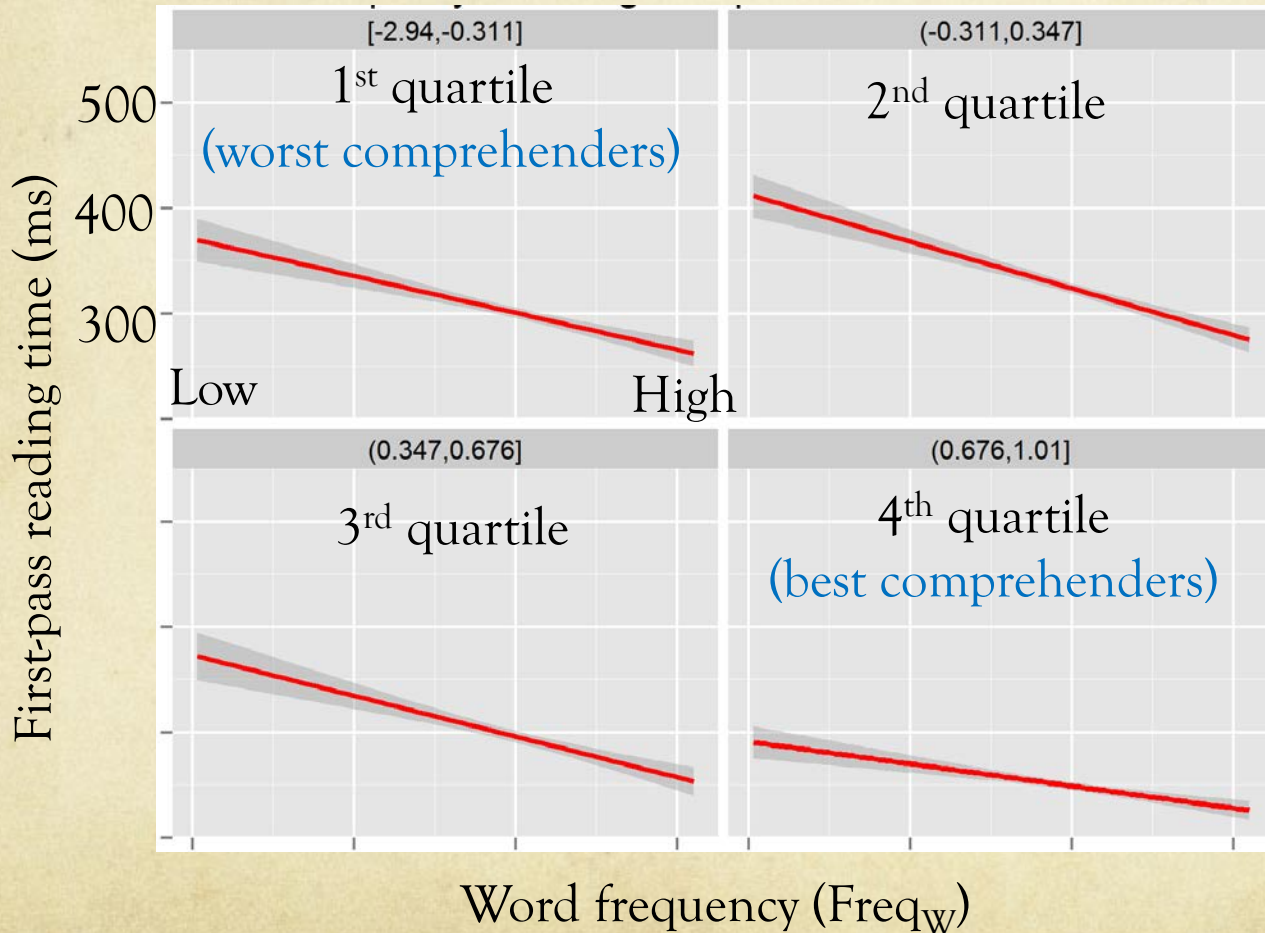 [-2.94,-0.311]
(-0.311,0.347]
1st quartile
(worst comprehenders)
2nd quartile
500
400
300
First-pass reading time (ms)
Low
High
(0.347,0.676]
(0.676,1.01]
3rd quartile
4th quartile
(best comprehenders)
Word frequency (FreqW)